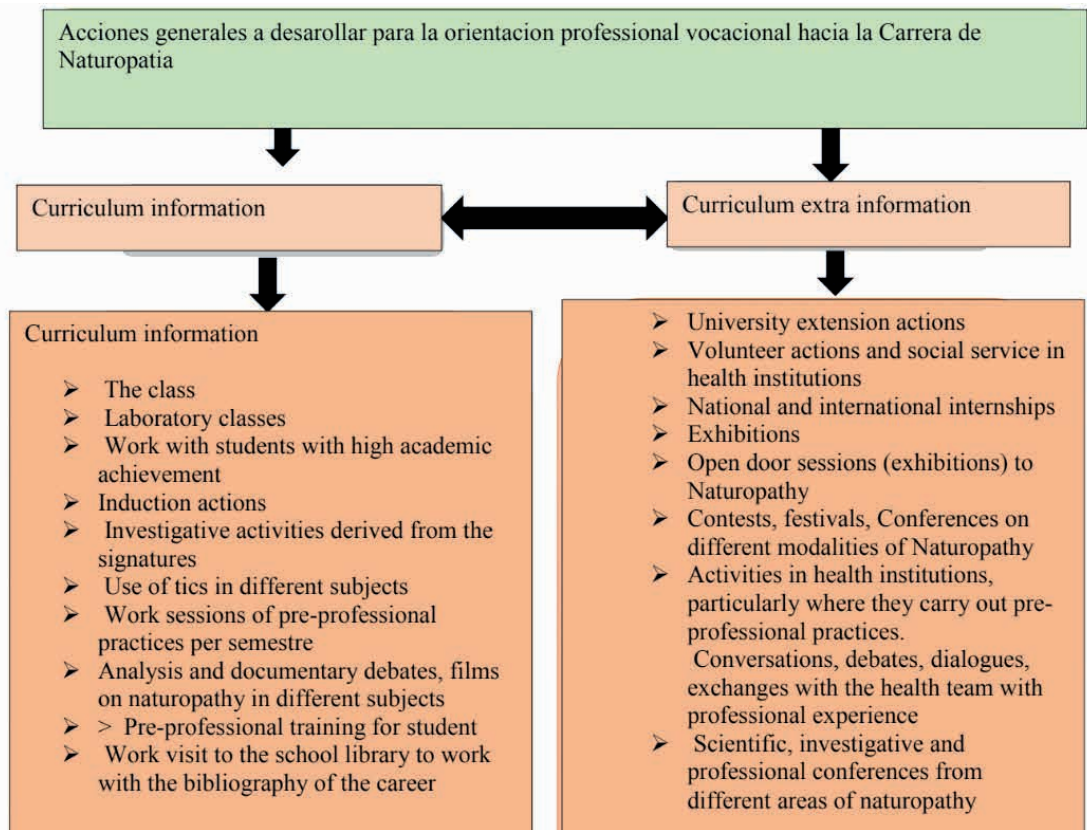 Acciones generales a desarollar para la orientacion professional vocacional hacia la Carrera de
Naturopatia
Curriculum information
Curriculum extra information
Curriculum information
➢ The class
➢ Laboratory classes
➢ Work with students with high academic
achievement
➢ Induction actions
➢ Investigative activities derived from the
signatures
➢ Use of tics in different subjects
➢ Work sessions of pre-professional
practices per semestre
➢ Analysis and documentary debates, films
on naturopathy in different subjects
➢ > Pre-professional training for student
➢ Work visit to the school library to work
with the bibliography of the career
➢ University extension actions
➢ Volunteer actions and social service in
health institutions
➢ National and international internships
➢ Exhibitions
➢ Open door sessions (exhibitions) to
Naturopathy
➢ Contests, festivals, Conferences on
different modalities of Naturopathy
➢ Activities in health institutions,
particularly where they carry out pre-
professional practices.
Conversations, debates, dialogues,
exchanges with the health team with
professional experience
➢ Scientific, investigative and
professional conferences from
different areas of naturopathy